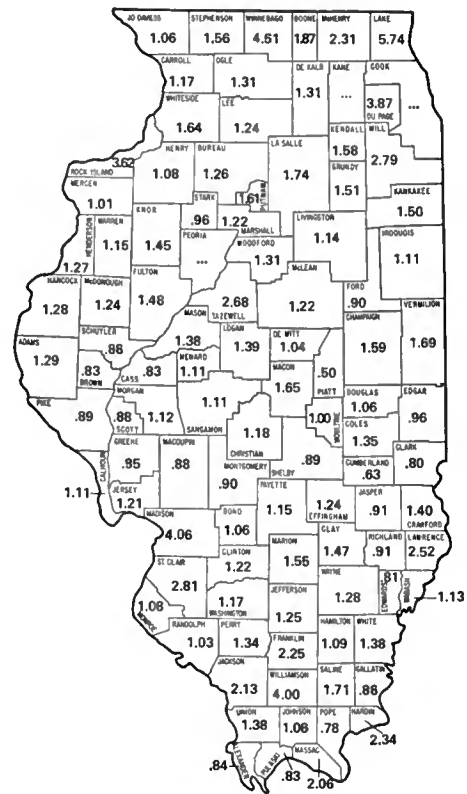 JO DAVIESS STEPHENSON WINNEBAGO BOONE McHENRY LAKE
1.06 1.56 4.51 1.87 2.31 5.74
CARROLL OGLE DE KALB KANE COOK
1.17 1.31 1.31 ... 3.87 ...
DU PAGE
WHITESIDE LEE
1.64 1.24
KENDALL WILL
1.58 2.79
LA SALLE
1.74
GRUNDY
1.51
3.62
ROCK ISLAND
HENRY BUREAU
1.08 1.26
MERCER
1.01
STARK
.96
1.61
PUTNAM
1.22
MARSHALL
KANKAKEE
1.50
LIVINGSTON
1.14
IROQUOIS
1.11
HENDERSON
1.27
WARREN
1.15
KNOX
1.45
PEORIA
...
WOODFORD
1.31
McLEAN
1.22
FORD
.90
HANCOCK McDONOUGH
1.28 1.24
FULTON
1.48
2.68
TAZEWELL
MASON
1.38
LOGAN
1.39
DE WITT
1.04
CHAMPAIGN
1.59
VERMILION
1.69
ADAMS
1.29
SCHUYLER
.83
BROWN
CASS
.83
MENARD
1.11
MACON
1.65
.50
PIATT
PIKE
.89
MORGAN
1.12
.88
SCOTT
1.11
SANGAMON
1.18
CHRISTIAN
1.00
MOULTRIE
DOUGLAS
1.06
EDGAR
.96
COLES
1.35
CLARK
.80
CUMBERLAND
.63
SHELBY
.89
CALHOUN
1.11
GREENE
.95
MACOUPIN
.88
MONTGOMERY
.90
JERSEY
1.21
FAYETTE
1.15
1.24
EFFINGHAM
JASPER
.91
1.40
CRAWFORD
MADISON
4.06
BOND
1.06
CLAY
1.47
RICHLAND
.91
LAWRENCE
2.52
CLINTON
1.22
MARION
1.55
ST. CLAIR
2.81
1.17
WASHINGTON
JEFFERSON
1.25
WAYNE
1.28
EDWARDS
WABASH
1.13
1.08
MONROE
RANDOLPH
1.03
PERRY
1.34
FRANKLIN
2.25
HAMILTON
1.09
WHITE
1.38
JACKSON
2.13
WILLIAMSON
4.00
SALINE
1.71
GALLATIN
UNION
1.38
JOHNSON
1.06
POPE
.78
HARDIN
2.34
.84
ALEXANDER
PULASKI
.83
MASSAC
2.06